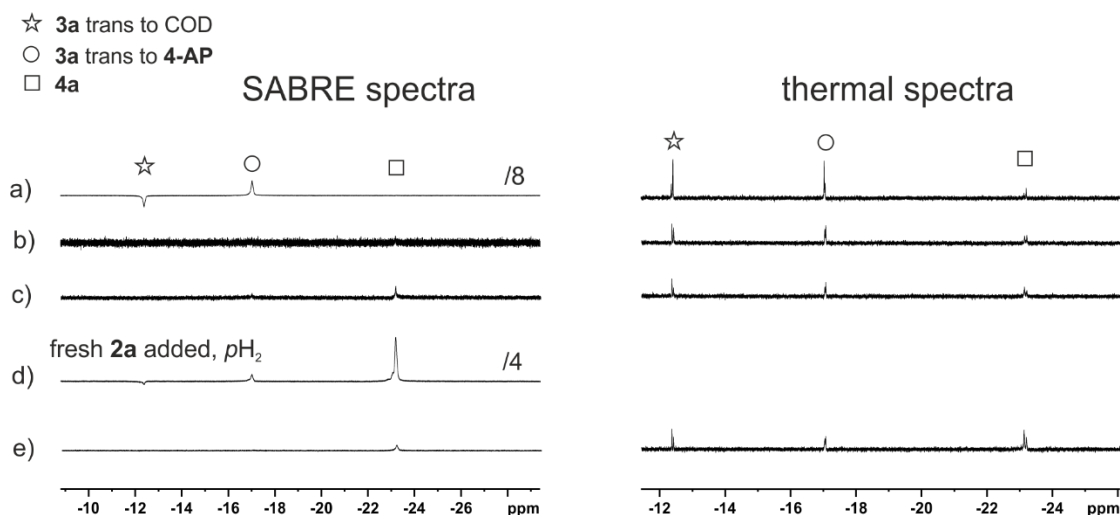 ☆ 3a trans to COD
○ 3a trans to 4-AP
□ 4a
SABRE spectra
thermal spectra
a)
/8
b)
c)
fresh 2a added, pH₂
d)
/4
e)
-10 -12 -14 -16 -18 -20 -22 -24 -26 ppm
-12 -14 -16 -18 -20 -22 -24 ppm